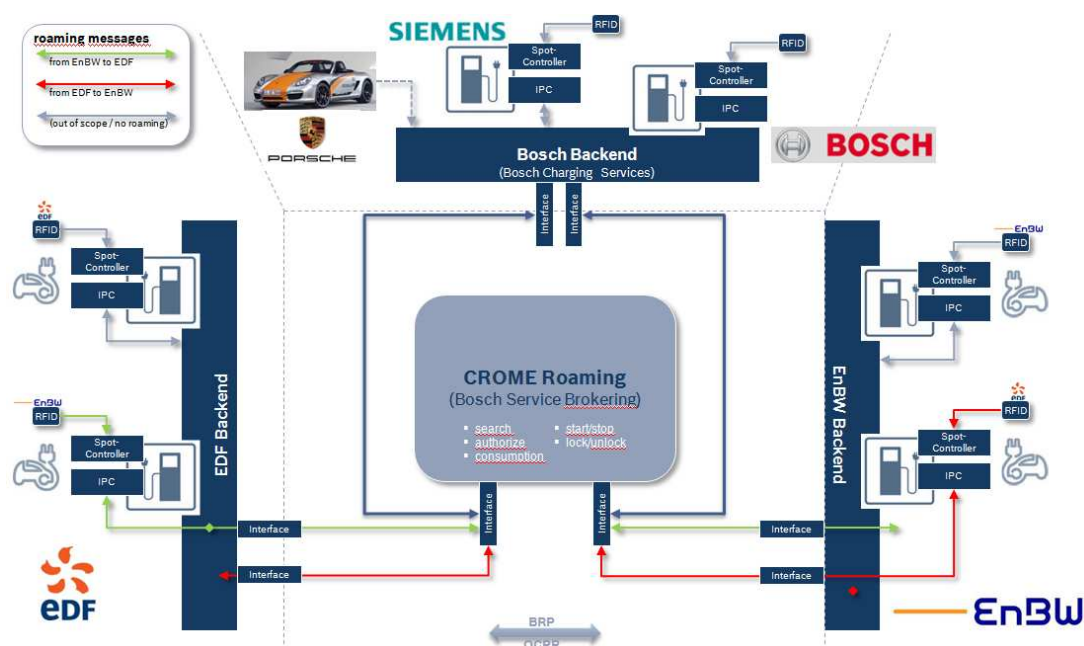 roaming messages
from EnBW to EDF
from EDF to EnBW
(out of scope / no roaming)
SIEMENS
RFID
Spot-
Controller
IPC
RFID
Spot-
Controller
IPC
PORSCHE
Bosch Backend
(Bosch Charging Services)
BOSCH
Interface
Interface
eDF
RFID
Spot-
Controller
IPC
EnBW
RFID
Spot-
Controller
IPC
EDF Backend
CROME Roaming
(Bosch Service Brokering)
▪ search
▪ authorize
▪ consumption
▪ start/stop
▪ lock/unlock
Interface
Interface
EnBW
RFID
Spot-
Controller
IPC
EnBW Backend
eDF
RFID
Spot-
Controller
IPC
Interface
Interface
Interface
Interface
eDF
EnBW
BRP